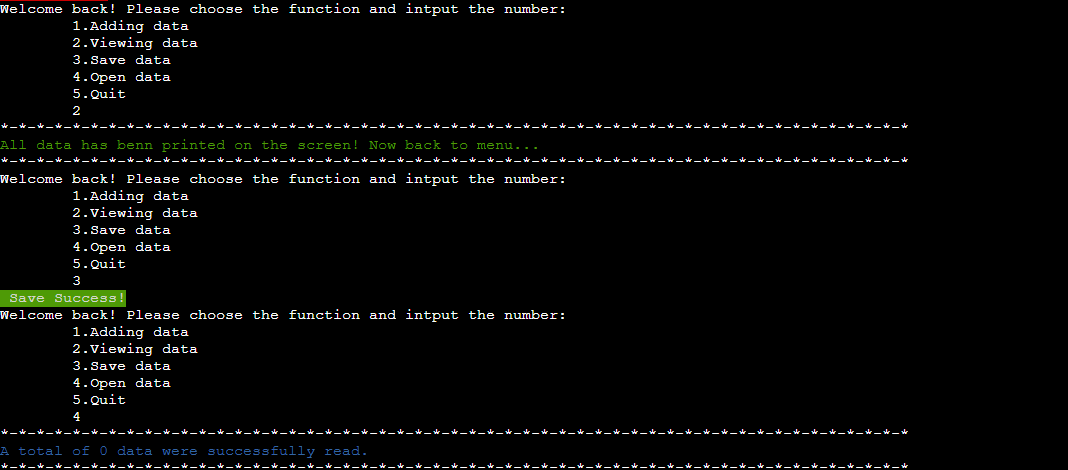 Welcome back! Please choose the function and intput the number:
1.Adding data
2.Viewing data
3.Save data
4.Open data
5.Quit
2
*-*-*-*-*-*-*-*-*-*-*-*-*-*-*-*-*-*-*-*-*-*-*-*-*-*-*-*-*-*-*-*-*-*-*-*-*-*-*-*-*-*-*-*-*-*-*-*-*-*-*
All data has benn printed on the screen! Now back to menu...
*-*-*-*-*-*-*-*-*-*-*-*-*-*-*-*-*-*-*-*-*-*-*-*-*-*-*-*-*-*-*-*-*-*-*-*-*-*-*-*-*-*-*-*-*-*-*-*-*-*-*
Welcome back! Please choose the function and intput the number:
1.Adding data
2.Viewing data
3.Save data
4.Open data
5.Quit
3
Save Success!
Welcome back! Please choose the function and intput the number:
1.Adding data
2.Viewing data
3.Save data
4.Open data
5.Quit
4
*-*-*-*-*-*-*-*-*-*-*-*-*-*-*-*-*-*-*-*-*-*-*-*-*-*-*-*-*-*-*-*-*-*-*-*-*-*-*-*-*-*-*-*-*-*-*-*-*-*-*
A total of 0 data were successfully read.
*-*-*-*-*-*-*-*-*-*-*-*-*-*-*-*-*-*-*-*-*-*-*-*-*-*-*-*-*-*-*-*-*-*-*-*-*-*-*-*-*-*-*-*-*-*-*-*-*-*-*